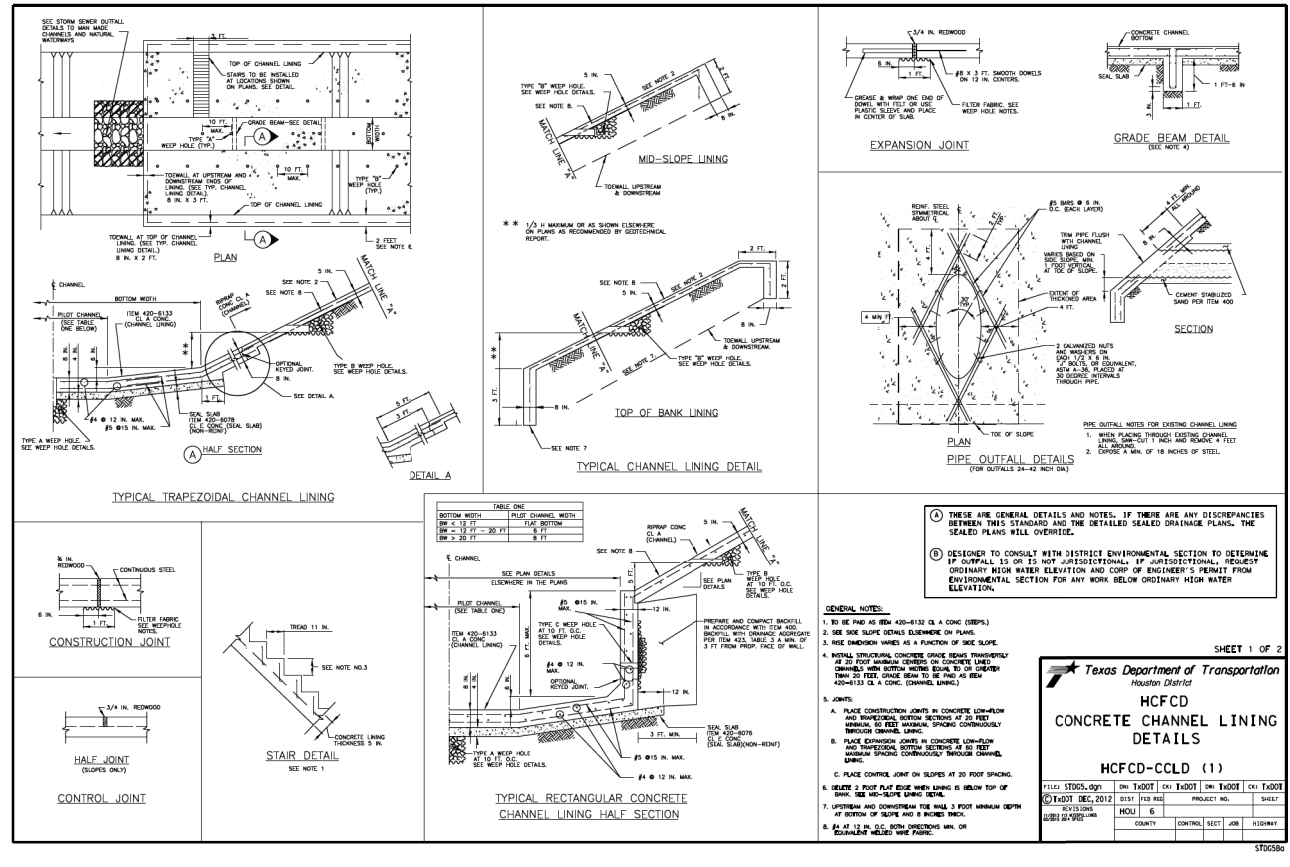 SEE STORM SEWER OUTFALL
DETAILS TO MAN MADE
CHANNELS AND NATURAL
WATERWAYS
3 FT.
TOP OF CHANNEL LINING
STAIRS TO BE INSTALLED
AT LOCATIONS SHOWN
ON PLANS. SEE DETAIL.
10 FT.
MAX.
GRADE BEAM-SEE DETAIL
TYPE "A"
WEEP HOLE (TYP.)
A
BOTTOM
WIDTH
TOEWALL AT UPSTREAM AND
DOWNSTREAM ENDS OF
LINING. (SEE TYP. CHANNEL
LINING DETAIL).
8 IN. X 3 FT.
10 FT.
MAX.
TYPE "B"
WEEP HOLE
(TYP.)
TOP OF CHANNEL LINING
TOEWALL AT TOP OF CHANNEL
LINING. (SEE TYP. CHANNEL
LINING DETAIL)
8 IN. X 2 FT.
A
PLAN
2 FEET
SEE NOTE 6.
℄ CHANNEL
BOTTOM WIDTH
PILOT CHANNEL
(SEE TABLE
ONE BELOW)
ITEM 420-6133
CL A CONC.
(CHANNEL LINING)
8 IN.
4 IN.
6 IN.
RIPRAP
CONC CL A
(CHANNEL)
SEE NOTE 2
SEE NOTE 8
5 IN.
MATCH LINE "A"
**
TYPE B WEEP HOLE.
SEE WEEP HOLE DETAILS.
OPTIONAL
KEYED JOINT.
8 IN.
SEE DETAIL A.
1 FT.
#4 @ 12 IN. MAX.
#5 @15 IN. MAX.
SEAL SLAB
ITEM 420-6078
CL E CONC (SEAL SLAB)
(NON-REINF)
TYPE A WEEP HOLE.
SEE WEEP HOLE DETAILS.
A HALF SECTION
5 FT.
3 FT.
DETAIL A
TYPICAL TRAPEZOIDAL CHANNEL LINING
5 IN.
SEE NOTE 2
2 FT.
TYPE "B" WEEP HOLE.
SEE WEEP HOLE DETAILS.
SEE NOTE 8.
8 IN.
MATCH LINE "A"
MID-SLOPE LINING
TOEWALL UPSTREAM
& DOWNSTREAM
** 1/3 H MAXIMUM OR AS SHOWN ELSEWHERE
ON PLANS AS RECOMMENDED BY GEOTECHNICAL
REPORT.
2 FT.
SEE NOTE 8
5 IN.
SEE NOTE 2
2 FT.
8 IN.
MATCH LINE "A"
TOEWALL UPSTREAM &
DOWNSTREAM.
**
SEE NOTE 7
TYPE "B" WEEP HOLE.
SEE WEEP HOLE DETAILS.
3 FT.
8 IN.
TOP OF BANK LINING
SEE NOTE 7
TYPICAL CHANNEL LINING DETAIL
3/4 IN. REDWOOD
6 IN.
1 FT.
#8 X 3 FT. SMOOTH DOWELS
ON 12 IN. CENTERS.
GREASE & WRAP ONE END OF
DOWEL WITH FELT OR USE
PLASTIC SLEEVE AND PLACE
IN CENTER OF SLAB.
FILTER FABRIC. SEE
WEEP HOLE NOTES.
EXPANSION JOINT
CONCRETE CHANNEL
BOTTOM
SEAL SLAB
1 FT-6 IN
3 IN.
1 FT.
GRADE BEAM DETAIL
(SEE NOTE 4)
REINF. STEEL
SYMMETRICAL
ABOUT ℄
#5 BARS @ 6 IN.
O.C. (EACH LAYER)
2 FT.
TYP.
4 FT.
30°
TYP
EXTENT OF
THICKENED AREA
4 FT.
4 MIN FT.
2 GALVANIZED NUTS
AND WASHERS ON
EACH 1/2 X 6 IN.
"J" BOLTS, OR EQUIVALENT,
ASTM A-36, PLACED AT
30 DEGREE INTERVALS
THROUGH PIPE.
TOE OF SLOPE
PLAN
4 FT. MIN.
ALL AROUND
8 IN.
TRIM PIPE FLUSH
WITH CHANNEL
LINING
VARIES BASED ON
SIDE SLOPE, MIN.
1 FOOT VERTICAL
AT TOE OF SLOPE.
CEMENT STABILIZED
SAND PER ITEM 400
SECTION
PIPE OUTFALL DETAILS
(FOR OUTFALLS 24-42 INCH DIA)
PIPE OUTFALL NOTES FOR EXISTING CHANNEL LINING
1. WHEN PLACING THROUGH EXISTING CHANNEL
LINING, SAW-CUT 1 INCH AND REMOVE 4 FEET
ALL AROUND.
2. EXPOSE A MIN. OF 18 INCHES OF STEEL.
¾ IN.
REDWOOD
CONTINUOUS STEEL
6 IN.
1 FT.
FILTER FABRIC
SEE WEEPHOLE
NOTES.
CONSTRUCTION JOINT
3/4 IN. REDWOOD
HALF JOINT
(SLOPES ONLY)
CONTROL JOINT
TREAD 11 IN.
SEE NOTE NO.3
CONCRETE LINING
THICKNESS 5 IN.
STAIR DETAIL
SEE NOTE 1
TABLE ONE
BOTTOM WIDTH PILOT CHANNEL WIDTH
BW < 12 FT FLAT BOTTOM
BW = 12 FT - 20 FT 6 FT
BW > 20 FT 8 FT
℄ CHANNEL
SEE PLAN DETAILS
ELSEWHERE IN THE PLANS
PILOT CHANNEL
(SEE TABLE ONE)
ITEM 420-6133
CL A CONC
(CHANNEL LINING)
8 IN.
4 IN.
6 IN.
RIPRAP CONC
CL A
(CHANNEL)
5 IN.
MATCH LINE "A"
SEE NOTE 8
5 FT.
SEE PLAN
DETAILS
TYPE B
WEEP HOLE
AT 10 FT. O.C.
SEE WEEP HOLE
DETAILS.
#5 @15 IN.
MAX.
12 IN.
6 FT. MAX.
TYPE C WEEP HOLE
AT 10 FT. O.C.
SEE WEEP HOLE
DETAILS.
PREPARE AND COMPACT BACKFILL
IN ACCORDANCE WITH ITEM 400.
BACKFILL WITH DRAINAGE AGGREGATE
PER ITEM 423, TABLE 3 A MIN. OF
3 FT FROM PROP. FACE OF WALL.
#4 @ 12 IN.
MAX.
OPTIONAL
KEYED JOINT.
12 IN.
3 FT. MIN.
SEAL SLAB
ITEM 420-6076
CL E CONC
(SEAL SLAB)(NON-REINF)
TYPE A WEEP HOLE
AT 10 FT. O.C.
SEE WEEP HOLE DETAILS.
#5 @15 IN. MAX.
#4 @ 12 IN. MAX.
TYPICAL RECTANGULAR CONCRETE
CHANNEL LINING HALF SECTION
A THESE ARE GENERAL DETAILS AND NOTES. IF THERE ARE ANY DISCREPANCIES
BETWEEN THIS STANDARD AND THE DETAILED SEALED DRAINAGE PLANS. THE
SEALED PLANS WILL OVERRIDE.
B DESIGNER TO CONSULT WITH DISTRICT ENVIRONMENTAL SECTION TO DETERMINE
IF OUTFALL IS OR IS NOT JURISDICTIONAL. IF JURISDICTIONAL, REQUEST
ORDINARY HIGH WATER ELEVATION AND CORP OF ENGINEER'S PERMIT FROM
ENVIRONMENTAL SECTION FOR ANY WORK BELOW ORDINARY HIGH WATER
ELEVATION.
GENERAL NOTES:
1. TO BE PAID AS ITEM 420-6132 CL A CONC (STEPS.)
2. SEE SIDE SLOPE DETAILS ELSEWHERE ON PLANS.
3. RISE DIMENSION VARIES AS A FUNCTION OF SIDE SLOPE.
4. INSTALL STRUCTURAL CONCRETE GRADE BEAMS TRANSVERSLY
AT 20 FOOT MAXIMUM CENTERS ON CONCRETE LINED
CHANNELS WITH BOTTOM WIDTHS EQUAL TO OR GREATER
THAN 20 FEET, GRADE BEAM TO BE PAID AS ITEM
420-6133 CL A CONC. (CHANNEL LINING.)
5. JOINTS:
A. PLACE CONSTRUCTION JOINTS IN CONCRETE LOW-FLOW
AND TRAPEZOIDAL BOTTOM SECTIONS AT 20 FEET
MINIMUM, 60 FEET MAXIMUM, SPACING CONTINUOUSLY
THROUGH CHANNEL LINING.
B. PLACE EXPANSION JOINTS IN CONCRETE LOW-FLOW
AND TRAPEZOIDAL BOTTOM SECTIONS AT 60 FEET
MAXIMUM SPACING CONTINUOUSLY THROUGH CHANNEL
LINING.
C. PLACE CONTROL JOINT ON SLOPES AT 20 FOOT SPACING.
6. DELETE 2 FOOT FLAT EDGE WHEN LINING IS BELOW TOP OF
BANK. SEE MID-SLOPE LINING DETAIL.
7. UPSTREAM AND DOWNSTREAM TOE WALL 3 FOOT MINIMUM DEPTH
AT BOTTOM OF SLOPE AND 8 INCHES THICK.
8. #4 AT 12 IN. O.C. BOTH DIRECTIONS MIN. OR
EQUIVALENT WELDED WIRE FABRIC.
SHEET 1 OF 2
Texas Department of Transportation
Houston District
HCFCD
CONCRETE CHANNEL LINING
DETAILS
HCFCD-CCLD (1)
FILE: STDG5.dgn DN: TxDOT CK: TxDOT DW: TxDOT CK: TxDOT
© TxDOT DEC, 2012 DIST FED REG PROJECT NO. SHEET
REVISIONS
HOU 6
COUNTY CONTROL SECT JOB HIGHWAY
STDG5Ba